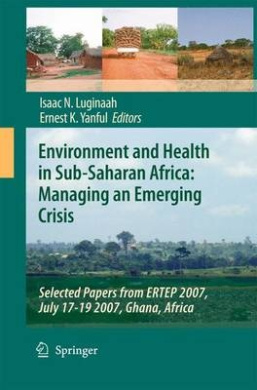 Isaac N. Luginaah
Ernest K. Yanful Editors
Environment and Health
in Sub-Saharan Africa:
Managing an Emerging
Crisis
Selected Papers from ERTEP 2007,
July 17-19 2007, Ghana, Africa
Springer